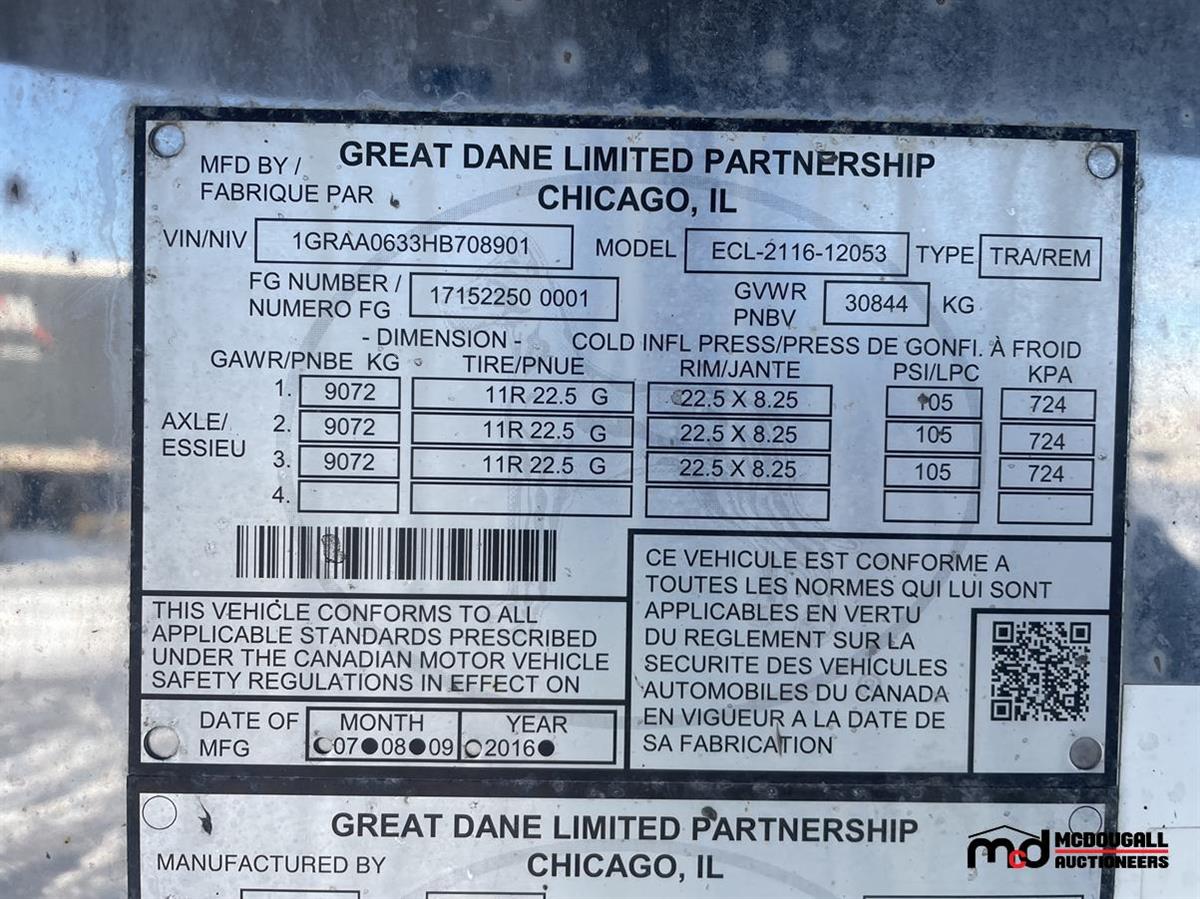 MFD BY / GREAT DANE LIMITED PARTNERSHIP
FABRIQUE PAR CHICAGO, IL
VIN/NIV 1GRAA0633HB708901 MODEL ECL-2116-12053 TYPE TRA/REM
FG NUMBER / 17152250 0001 GVWR 30844 KG
NUMERO FG PNBV
- DIMENSION - COLD INFL PRESS/PRESS DE GONFI. À FROID
GAWR/PNBE KG TIRE/PNUE RIM/JANTE PSI/LPC KPA
1. 9072 11R 22.5 G 22.5 X 8.25 105 724
AXLE/ 2. 9072 11R 22.5 G 22.5 X 8.25 105 724
ESSIEU 3. 9072 11R 22.5 G 22.5 X 8.25 105 724
4.
THIS VEHICLE CONFORMS TO ALL
APPLICABLE STANDARDS PRESCRIBED
UNDER THE CANADIAN MOTOR VEHICLE
SAFETY REGULATIONS IN EFFECT ON
DATE OF MONTH YEAR
MFG 07 08 09 2016
CE VEHICULE EST CONFORME A
TOUTES LES NORMES QUI LUI SONT
APPLICABLES EN VERTU
DU REGLEMENT SUR LA
SECURITE DES VEHICULES
AUTOMOBILES DU CANADA
EN VIGUEUR A LA DATE DE
SA FABRICATION
GREAT DANE LIMITED PARTNERSHIP
MANUFACTURED BY CHICAGO, IL
mcd MCDOUGALL
AUCTIONEERS